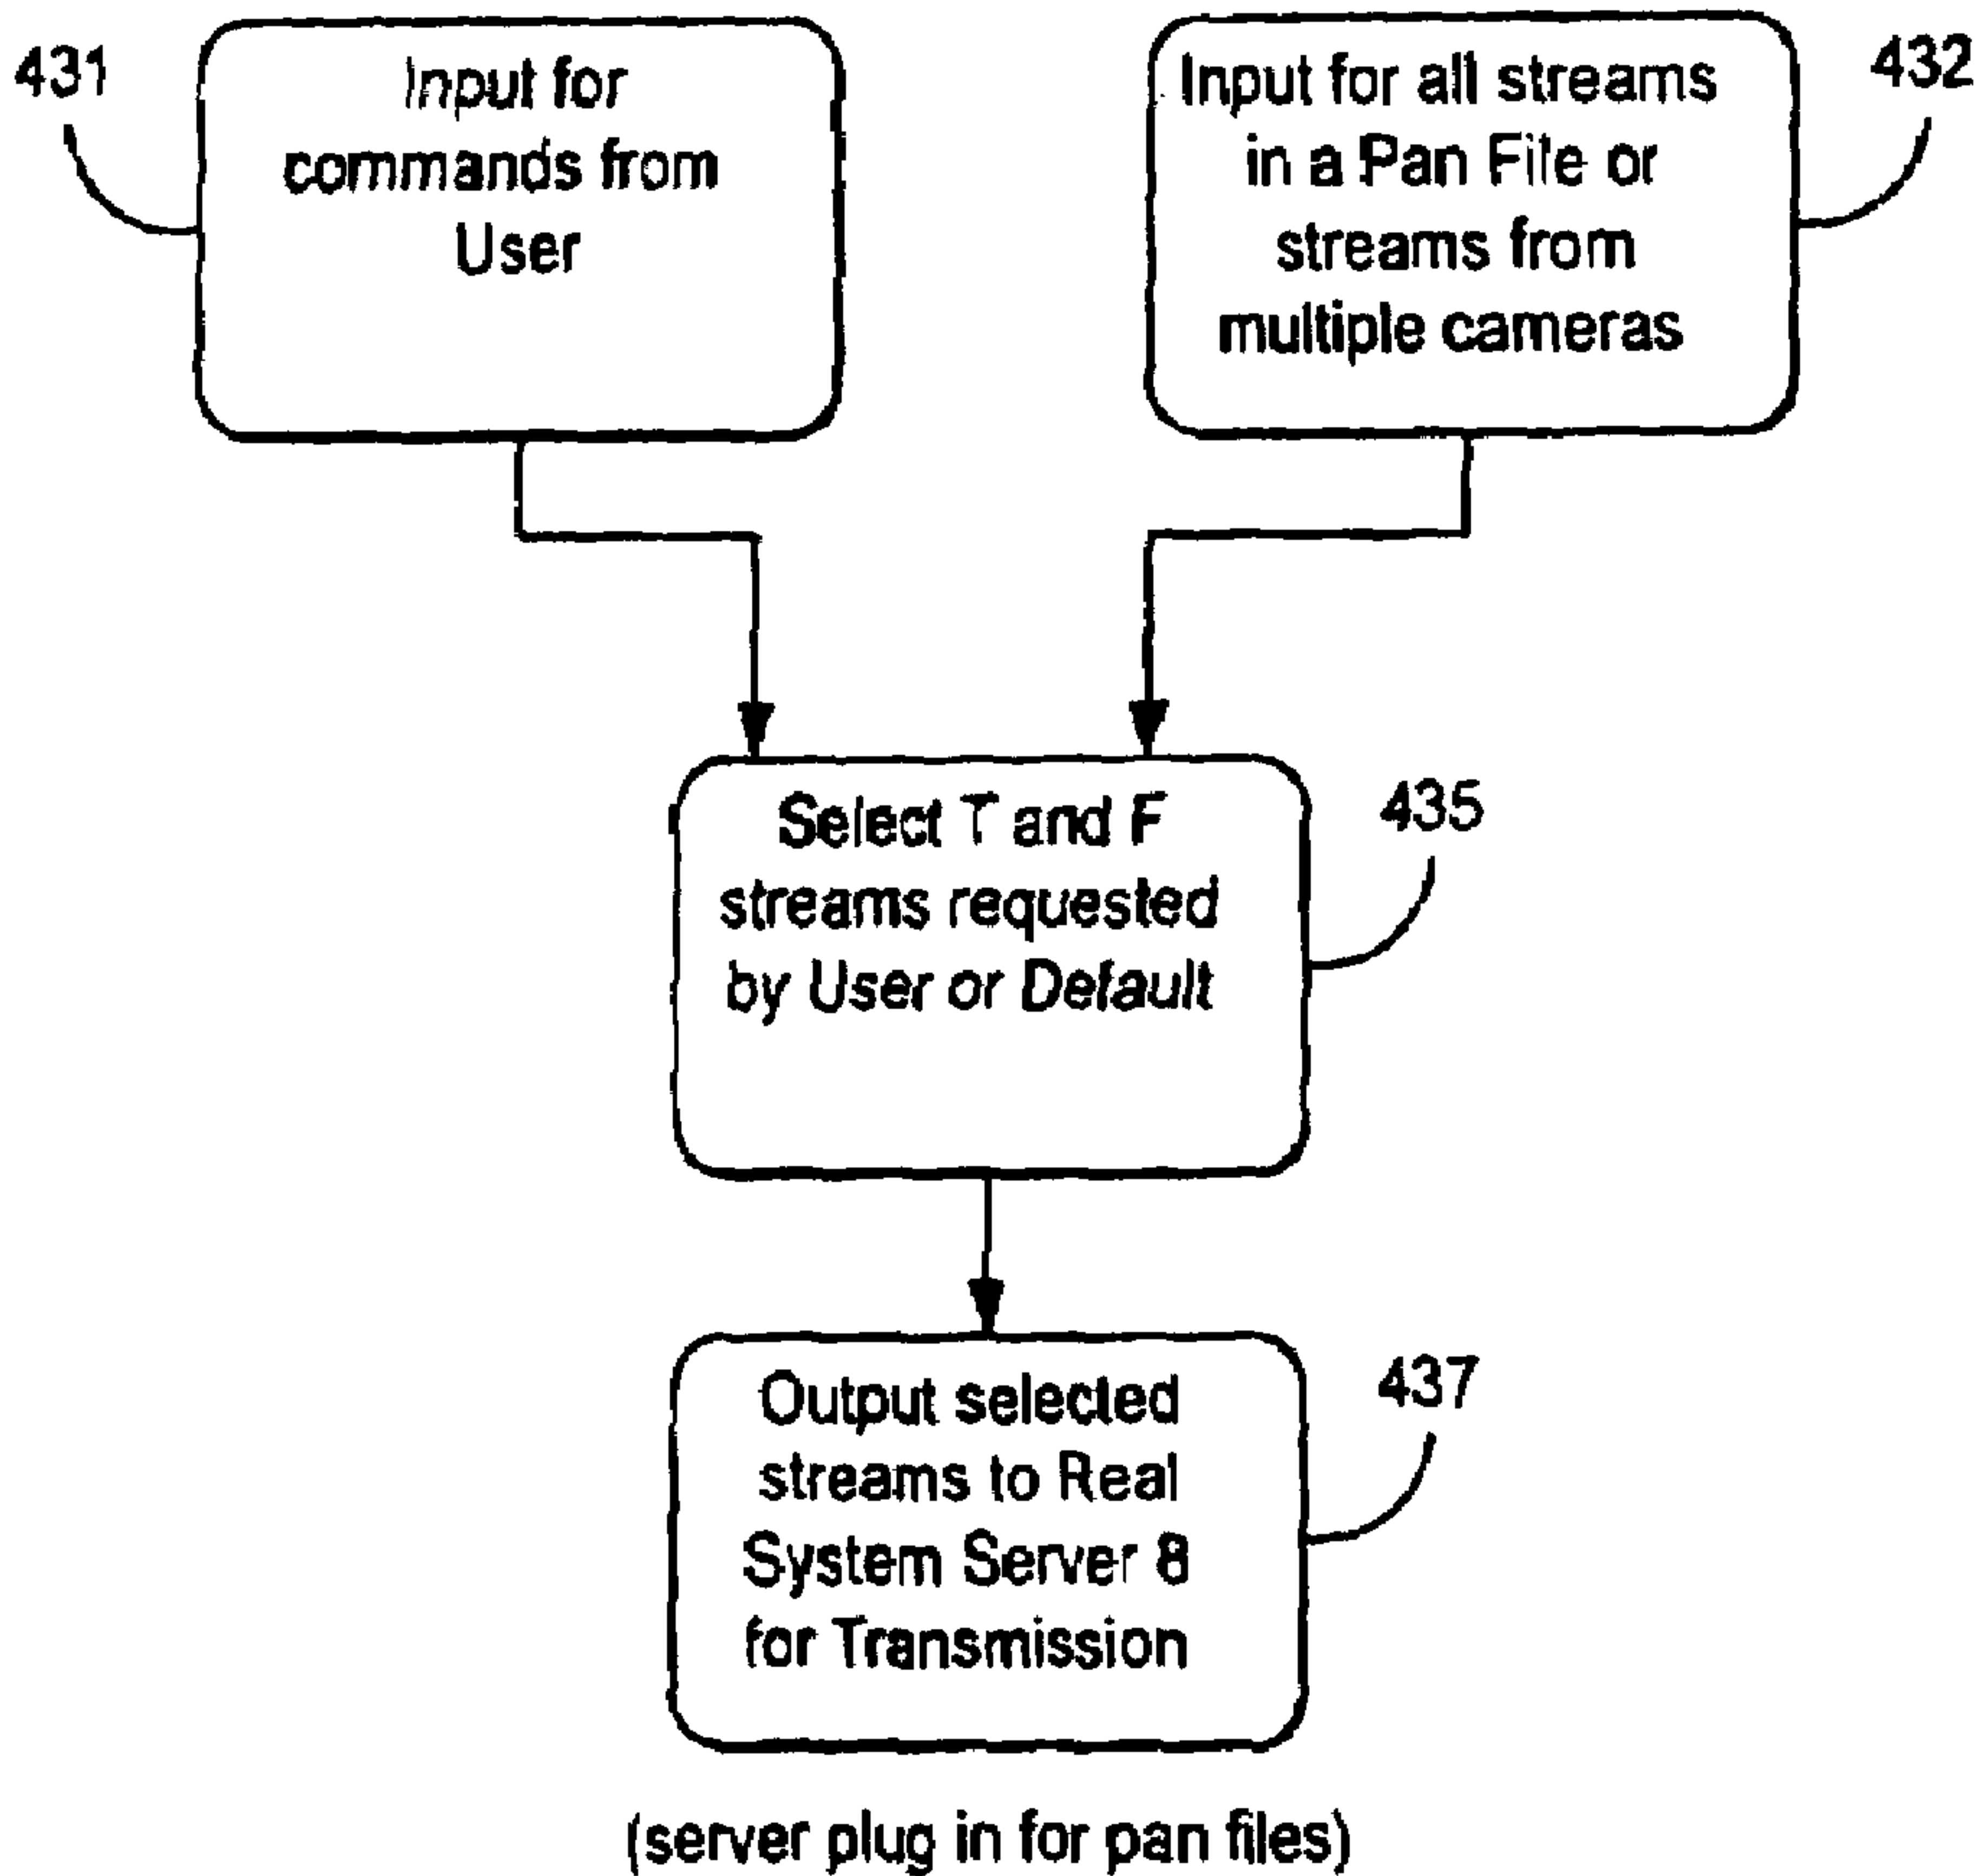 431
Input for
commands from
User
432
Input for all streams
in a Pan File or
streams from
multiple cameras
Select T and F
streams requested
by User or Default
435
Output selected
streams to Real
System Server 8
for Transmission
437
(server plug in for pan files)